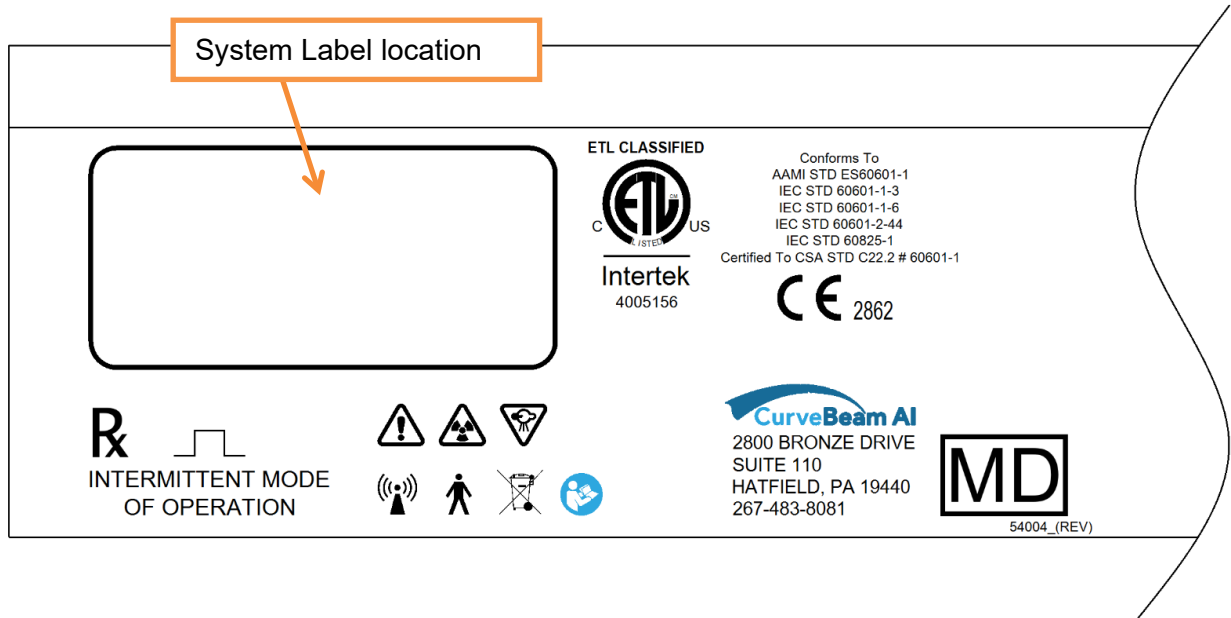 System Label location
ETL CLASSIFIED
ETL
CM
C
US
LISTED
Intertek
4005156
Conforms To
AAMI STD ES60601-1
IEC STD 60601-1-3
IEC STD 60601-1-6
IEC STD 60601-2-44
IEC STD 60825-1
Certified To CSA STD C22.2 # 60601-1
CE 2862
Rx
INTERMITTENT MODE
OF OPERATION
CurveBeam AI
2800 BRONZE DRIVE
SUITE 110
HATFIELD, PA 19440
267-483-8081
MD
54004_(REV)